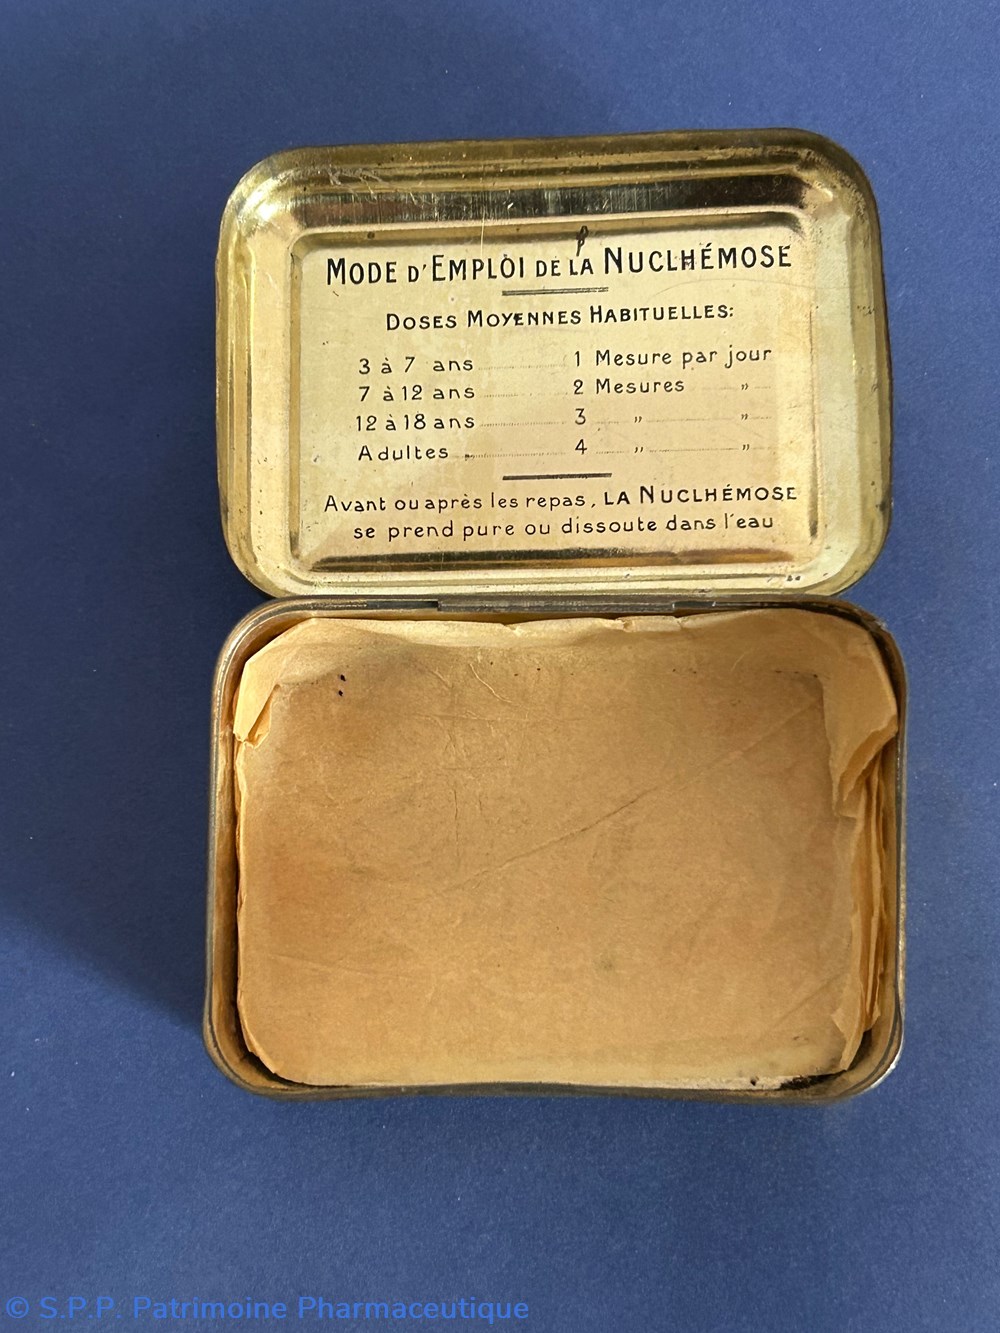 MODE D'EMPLOI DE LA NUCLHÉMOSE
DOSES MOYENNES HABITUELLES:
3 à 7 ans ........ 1 Mesure par jour
7 à 12 ans ........ 2 Mesures „
12 à 18 ans ........ 3 „ „
Adultes ........ 4 „ „
Avant ou après les repas, LA NUCLHÉMOSE
se prend pure ou dissoute dans l'eau
© S.P.P. Patrimoine Pharmaceutique